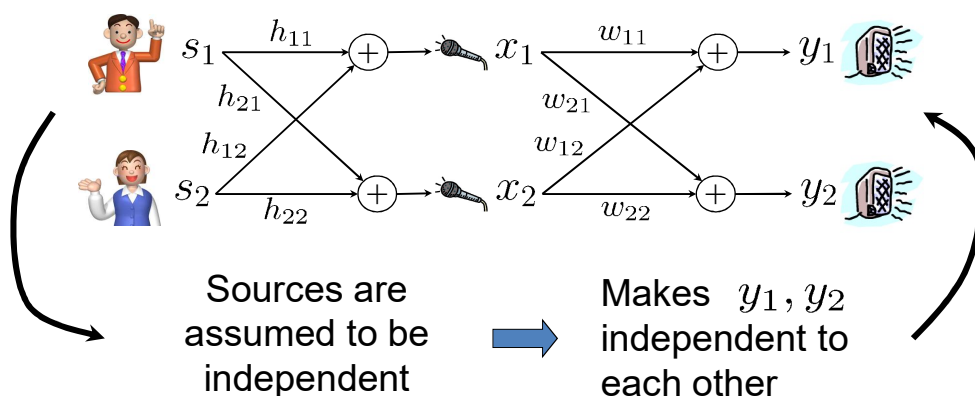 s₁ h₁₁ + x₁ w₁₁ + y₁
h₂₁ w₂₁
h₁₂ w₁₂
s₂ h₂₂ + x₂ w₂₂ + y₂
Sources are
assumed to be
independent
Makes y₁, y₂
independent to
each other